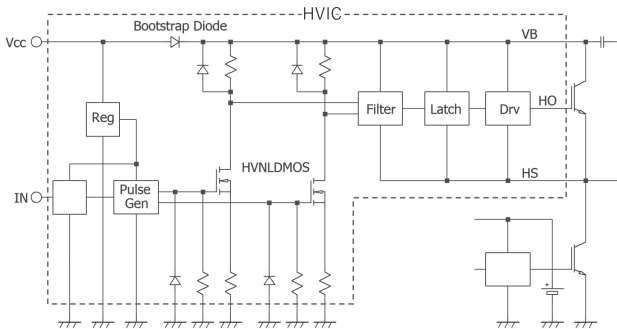 HVIC
Bootstrap Diode
Vcc
VB
Reg
Filter
Latch
Drv
HO
HVNLDMOS
HS
IN
Pulse
Gen
+